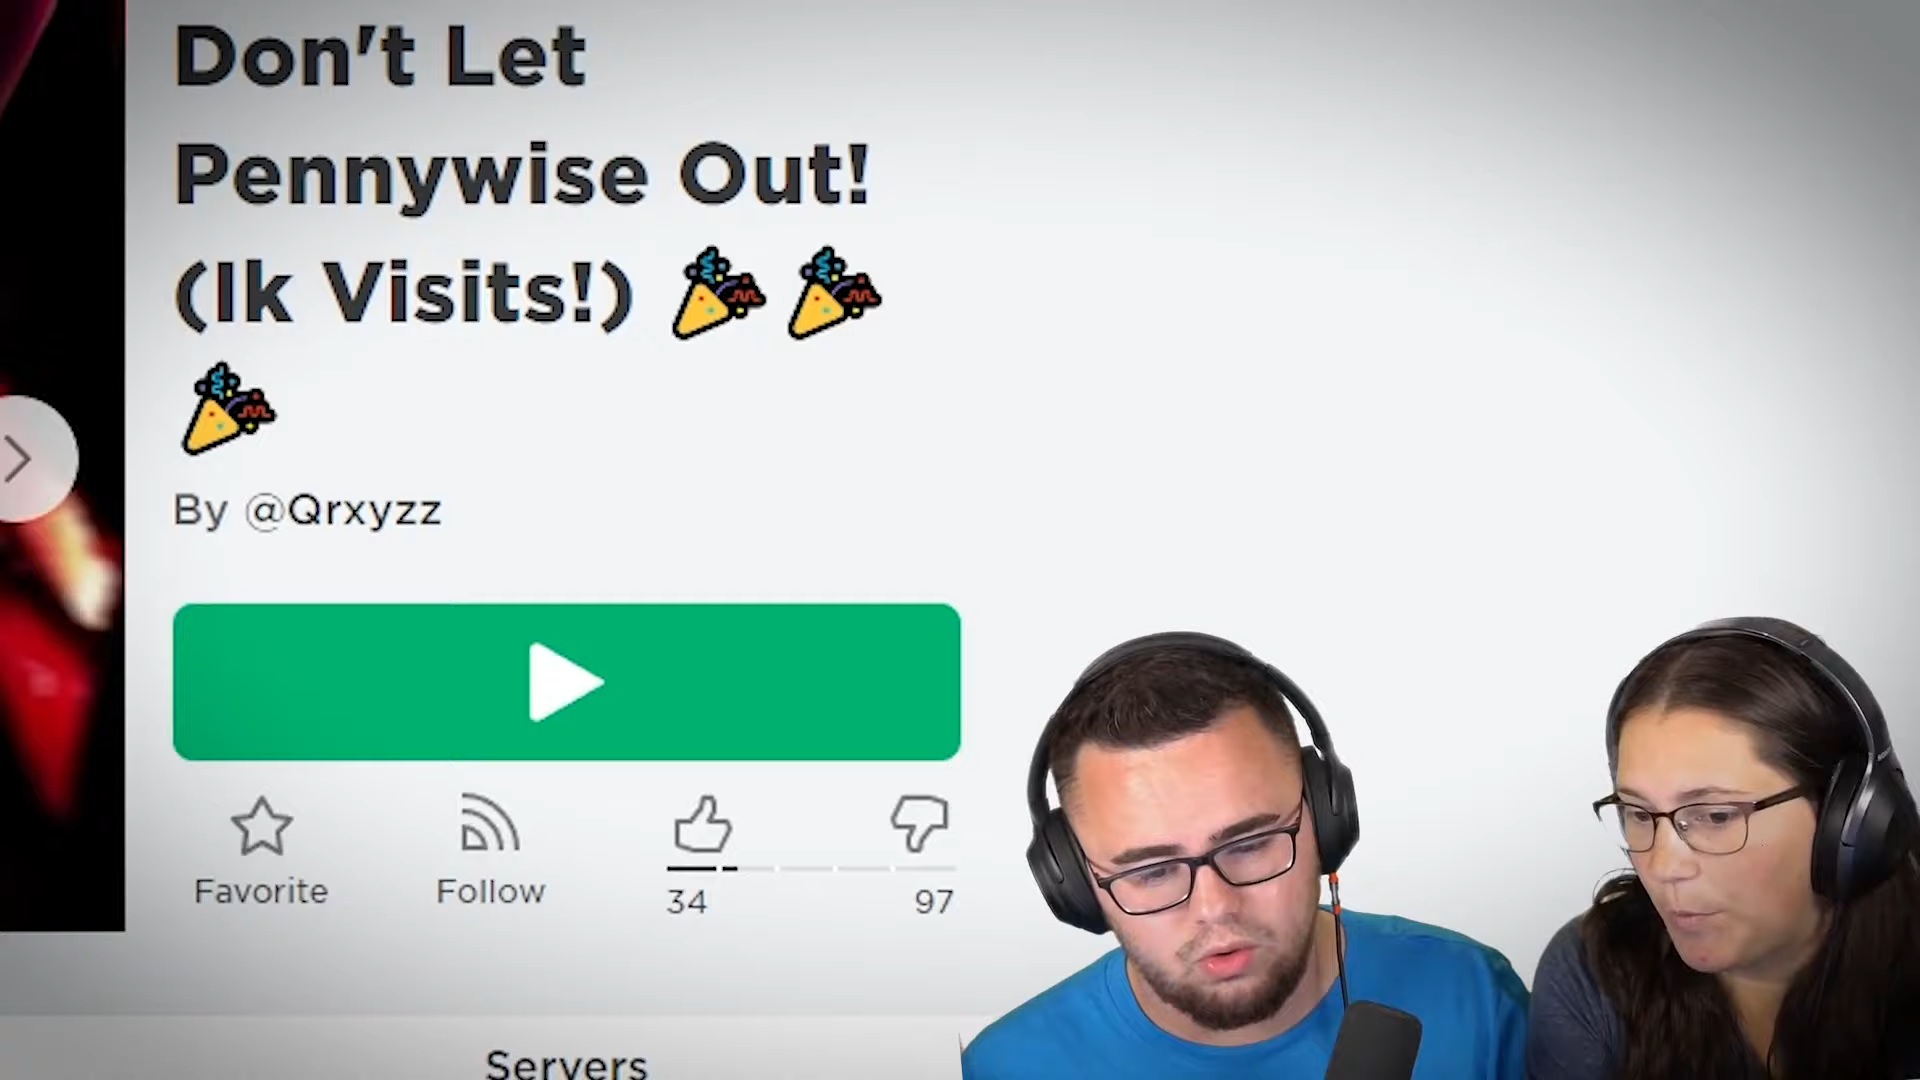 Don't Let
Pennywise Out!
(1k Visits!) 🎉 🎉
🎉
By @Qrxyzz
Favorite
Follow
34
97
Servers